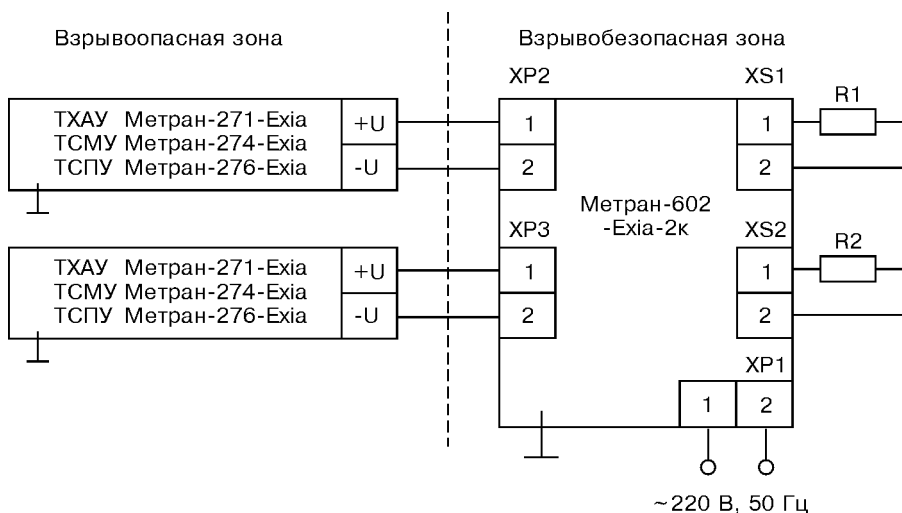 Взрывоопасная зона
Взрывобезопасная зона
XP2
XS1
R1
ТХАУ Метран-271-Exia
ТСМУ Метран-274-Exia
ТСПУ Метран-276-Exia
+U
-U
1
2
1
2
Метран-602
-Exia-2к
XP3
XS2
R2
ТХАУ Метран-271-Exia
ТСМУ Метран-274-Exia
ТСПУ Метран-276-Exia
+U
-U
1
2
1
2
XP1
1
2
~220 В, 50 Гц